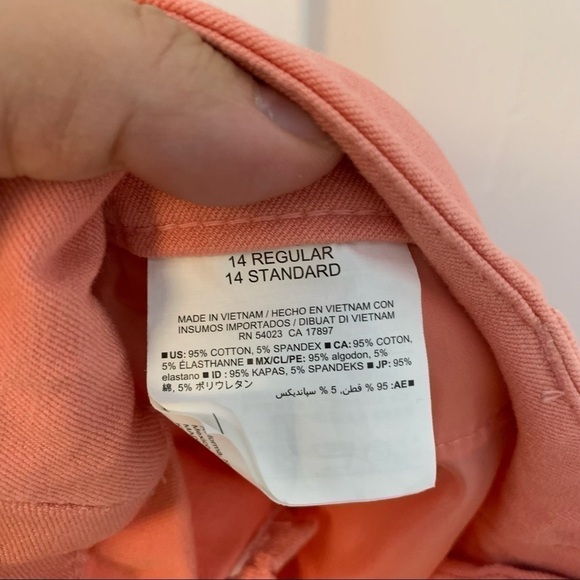 14 REGULAR
14 STANDARD
MADE IN VIETNAM / HECHO EN VIETNAM CON
INSUMOS IMPORTADOS / DIBUAT DI VIETNAM
RN 54023 CA 17897
■ US: 95% COTTON, 5% SPANDEX ■ CA: 95% COTON,
5% ÉLASTHANNE ■ MX/CL/PE: 95% algodon, 5%
elastano ■ ID : 95% KAPAS, 5% SPANDEKS ■ JP: 95%
綿, 5% ポリウレタン
■ AE: 95 % قطن, 5 % سباندیكس